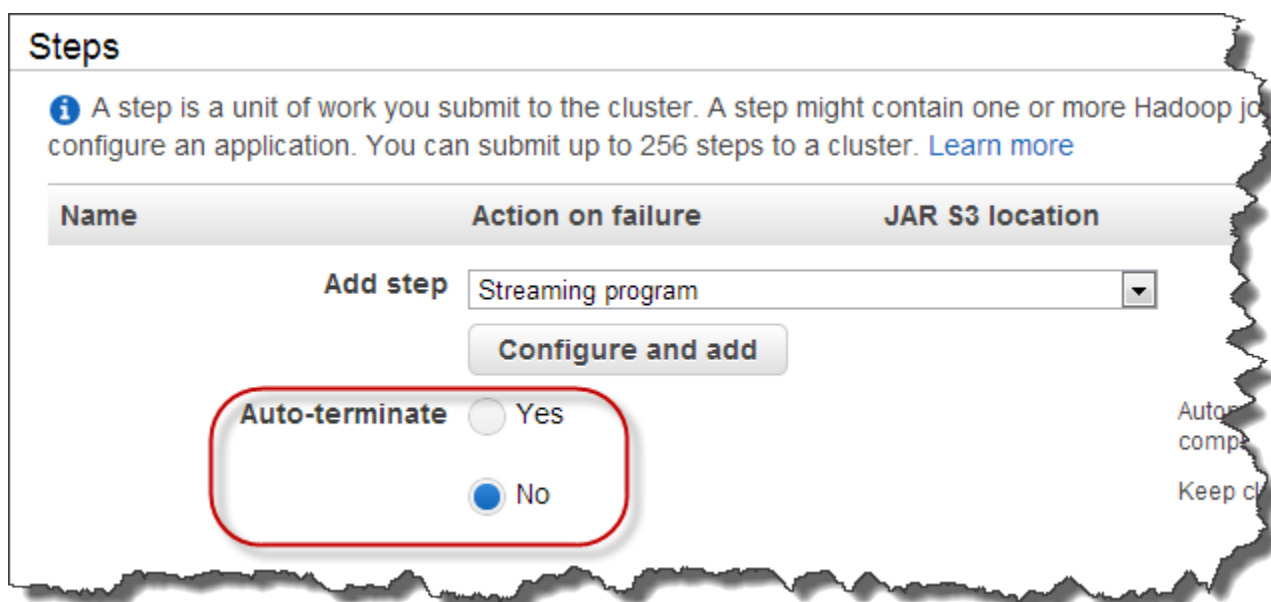 Steps
A step is a unit of work you submit to the cluster. A step might contain one or more Hadoop
configure an application. You can submit up to 256 steps to a cluster. Learn more
Name Action on failure JAR S3 location
Add step Streaming program
Configure and add
Auto-terminate Yes
No
Keep